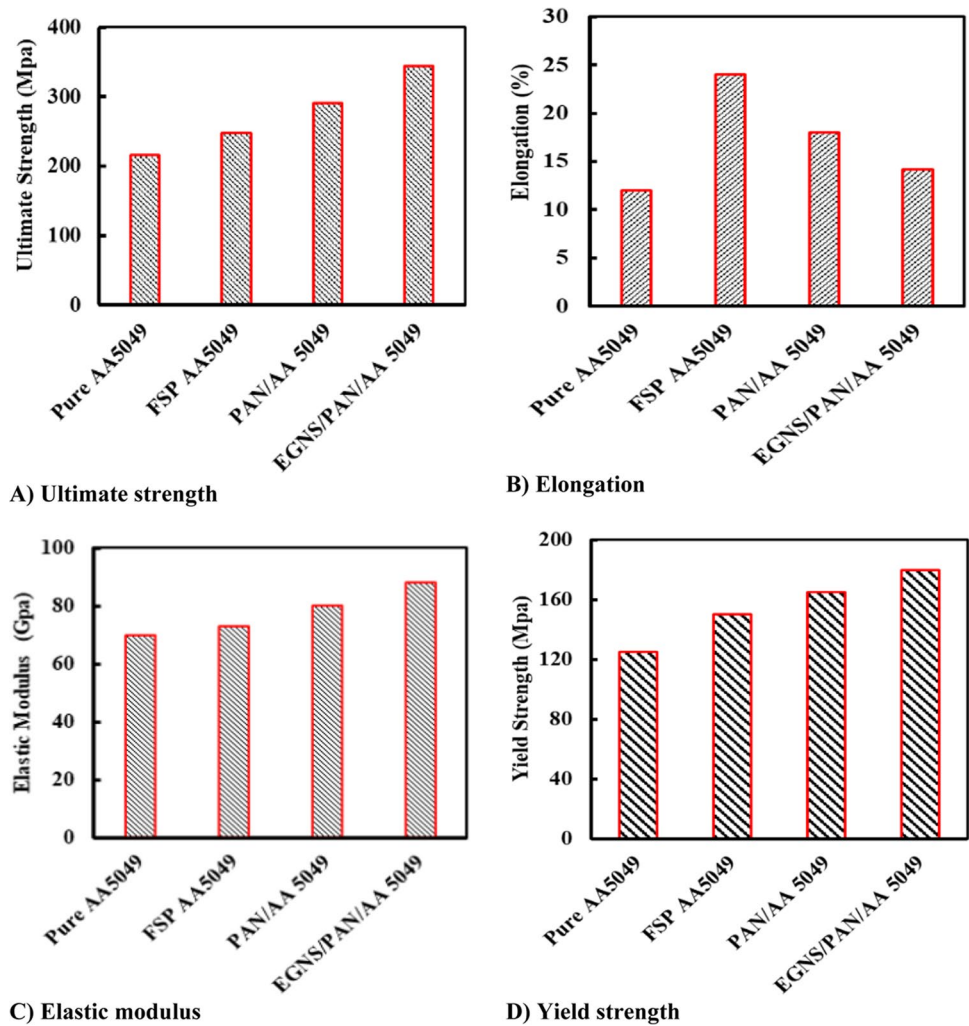 Ultimate Strength (Mpa)
400
300
200
100
0
Pure AA5049
FSP AA5049
PAN/AA 5049
EGNS/PAN/AA 5049
A) Ultimate strength
Elongation (%)
30
25
20
15
10
5
0
Pure AA5049
FSP AA5049
PAN/AA 5049
EGNS/PAN/AA 5049
B) Elongation
Elastic Modulus (Gpa)
100
80
60
40
20
0
Pure AA5049
FSP AA5049
PAN/AA 5049
EGNS/PAN/AA 5049
C) Elastic modulus
Yield Strength (Mpa)
200
160
120
80
40
0
Pure AA5049
FSP AA5049
PAN/AA 5049
EGNS/PAN/AA 5049
D) Yield strength